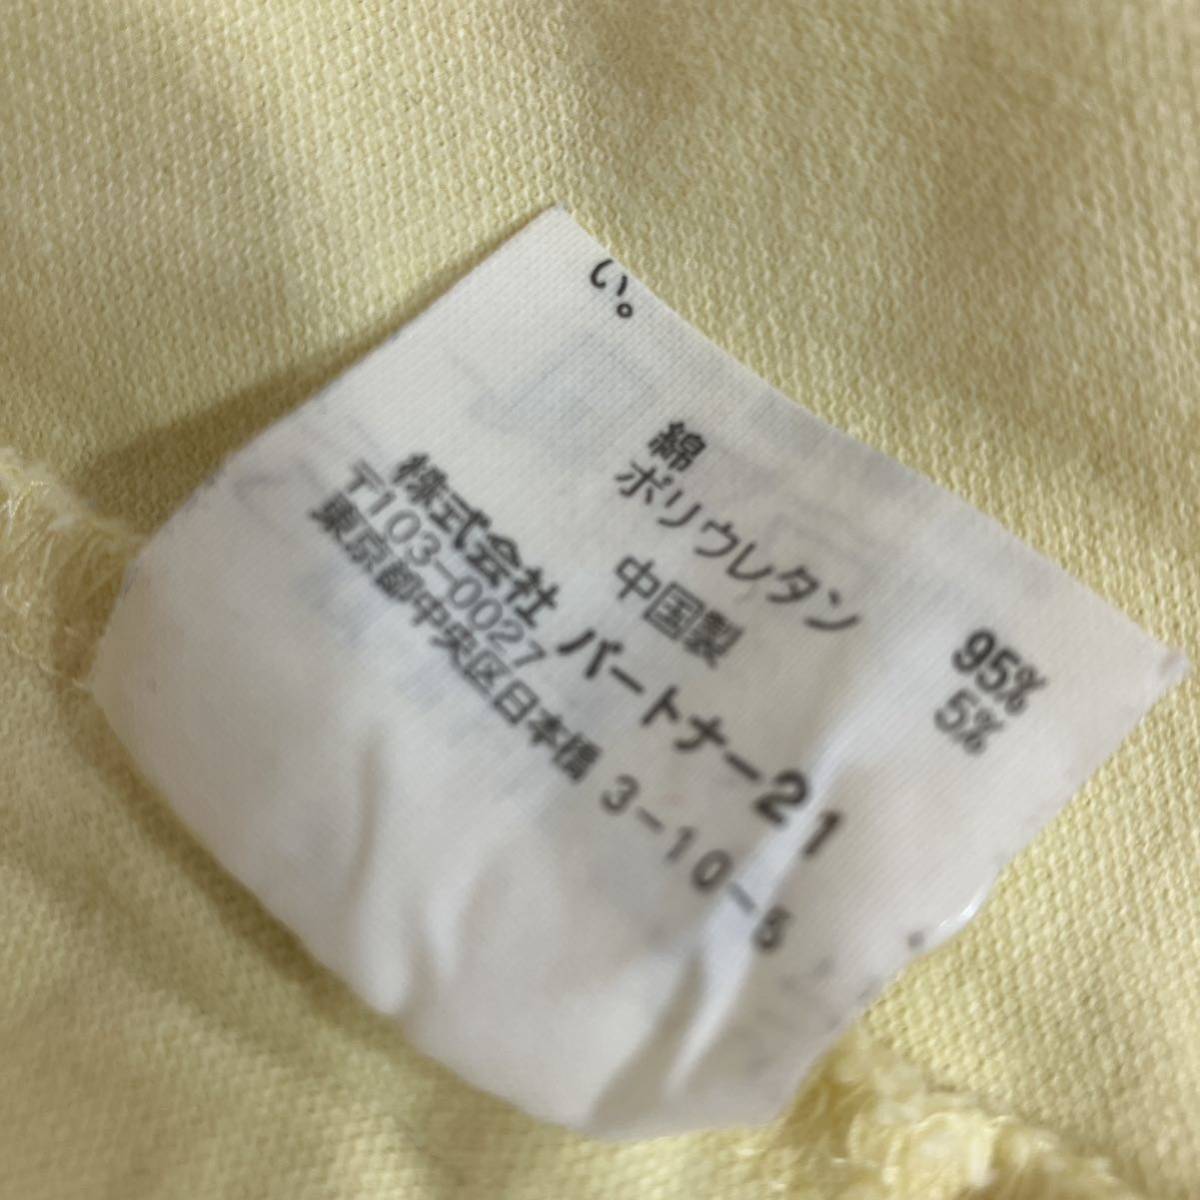 い。
綿 95%
ポリウレタン 5%
中国製
株式会社 パートナー21
〒103-0027
東京都中央区日本橋 3-10-5